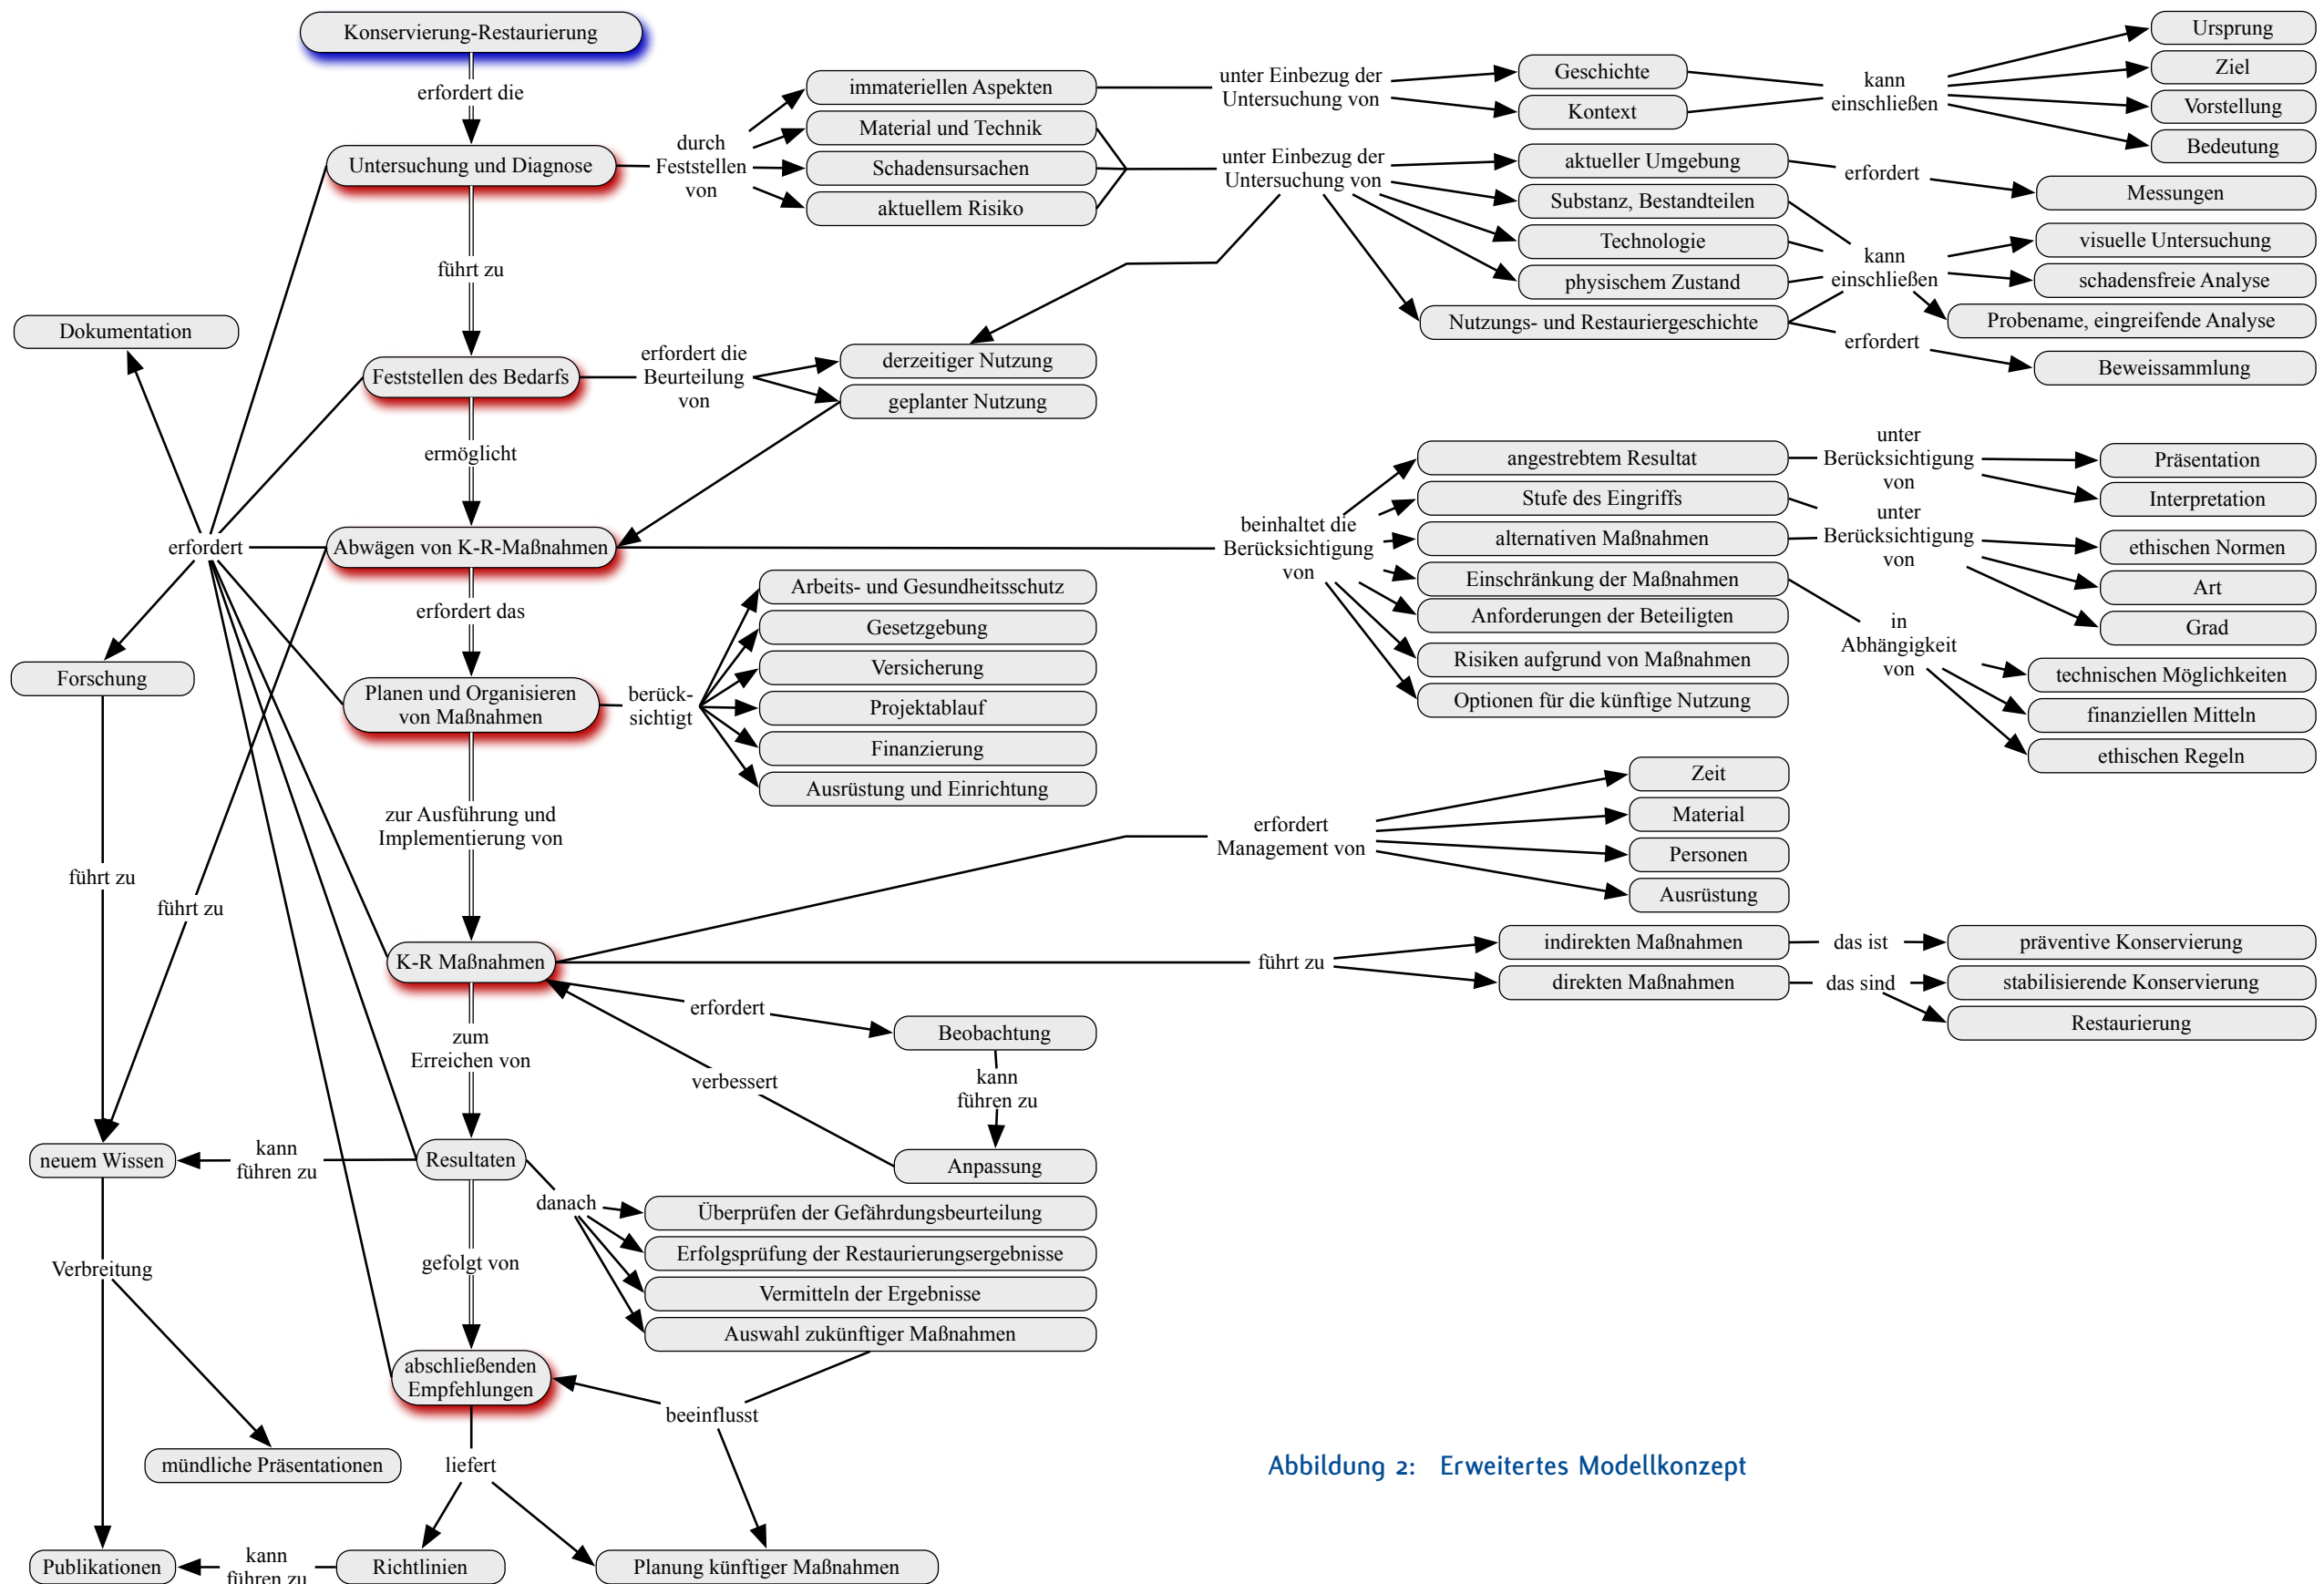 Konservierung-Restaurierung
erfordert die
Untersuchung und Diagnose
durch
Feststellen
von
immateriellen Aspekten
Material und Technik
Schadensursachen
aktuellem Risiko
unter Einbezug der
Untersuchung von
Geschichte
Kontext
kann
einschließen
Ursprung
Ziel
Vorstellung
Bedeutung
unter Einbezug der
Untersuchung von
aktueller Umgebung
Substanz, Bestandteilen
Technologie
physischem Zustand
Nutzungs- und Restauriergeschichte
erfordert
Messungen
kann
einschließen
visuelle Untersuchung
schadensfreie Analyse
Probename, eingreifende Analyse
erfordert
Beweissammlung
führt zu
Dokumentation
Feststellen des Bedarfs
erfordert die
Beurteilung
von
derzeitiger Nutzung
geplanter Nutzung
ermöglicht
erfordert
Abwägen von K-R-Maßnahmen
beinhaltet die
Berücksichtigung
von
angestrebtem Resultat
Stufe des Eingriffs
alternativen Maßnahmen
Einschränkung der Maßnahmen
Anforderungen der Beteiligten
Risiken aufgrund von Maßnahmen
Optionen für die künftige Nutzung
unter
Berücksichtigung
von
Präsentation
Interpretation
unter
Berücksichtigung
von
ethischen Normen
Art
Grad
in
Abhängigkeit
von
technischen Möglichkeiten
finanziellen Mitteln
ethischen Regeln
erfordert das
Forschung
Planen und Organisieren
von Maßnahmen
berück-
sichtigt
Arbeits- und Gesundheitsschutz
Gesetzgebung
Versicherung
Projektablauf
Finanzierung
Ausrüstung und Einrichtung
zur Ausführung und
Implementierung von
führt zu
führt zu
erfordert
Management von
Zeit
Material
Personen
Ausrüstung
K-R Maßnahmen
führt zu
indirekten Maßnahmen
direkten Maßnahmen
das ist
präventive Konservierung
das sind
stabilisierende Konservierung
Restaurierung
erfordert
Beobachtung
kann
führen zu
verbessert
Anpassung
zum
Erreichen von
neuem Wissen
kann
führen zu
Resultaten
danach
Überprüfen der Gefährdungsbeurteilung
Erfolgsprüfung der Restaurierungsergebnisse
Vermitteln der Ergebnisse
Auswahl zukünftiger Maßnahmen
Verbreitung
gefolgt von
abschließenden
Empfehlungen
beeinflusst
mündliche Präsentationen
liefert
Publikationen
kann
führen zu
Richtlinien
Planung künftiger Maßnahmen
Abbildung 2: Erweitertes Modellkonzept